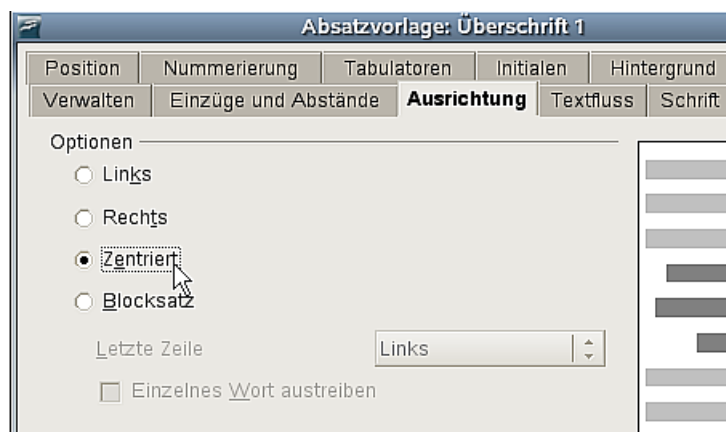 Absatzvorlage: Überschrift 1
Position Nummerierung Tabulatoren Initialen Hintergrund
Verwalten Einzüge und Abstände Ausrichtung Textfluss Schrift
Optionen
Links
Rechts
Zentriert
Blocksatz
Letzte Zeile Links
Einzelnes Wort austreiben